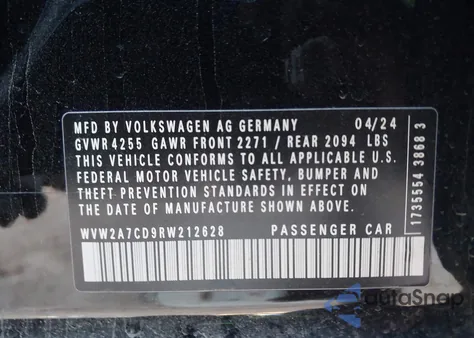 MFD BY VOLKSWAGEN AG GERMANY 04/24
GVWR 4255 GAWR FRONT 2271 / REAR 2094 LBS
THIS VEHICLE CONFORMS TO ALL APPLICABLE U.S.
FEDERAL MOTOR VEHICLE SAFETY, BUMPER AND
THEFT PREVENTION STANDARDS IN EFFECT ON
THE DATE OF MANUFACTURE SHOWN ABOVE.
WVW2A7CD9RW212628 PASSENGER CAR
1735554 3868 3
autoSnap